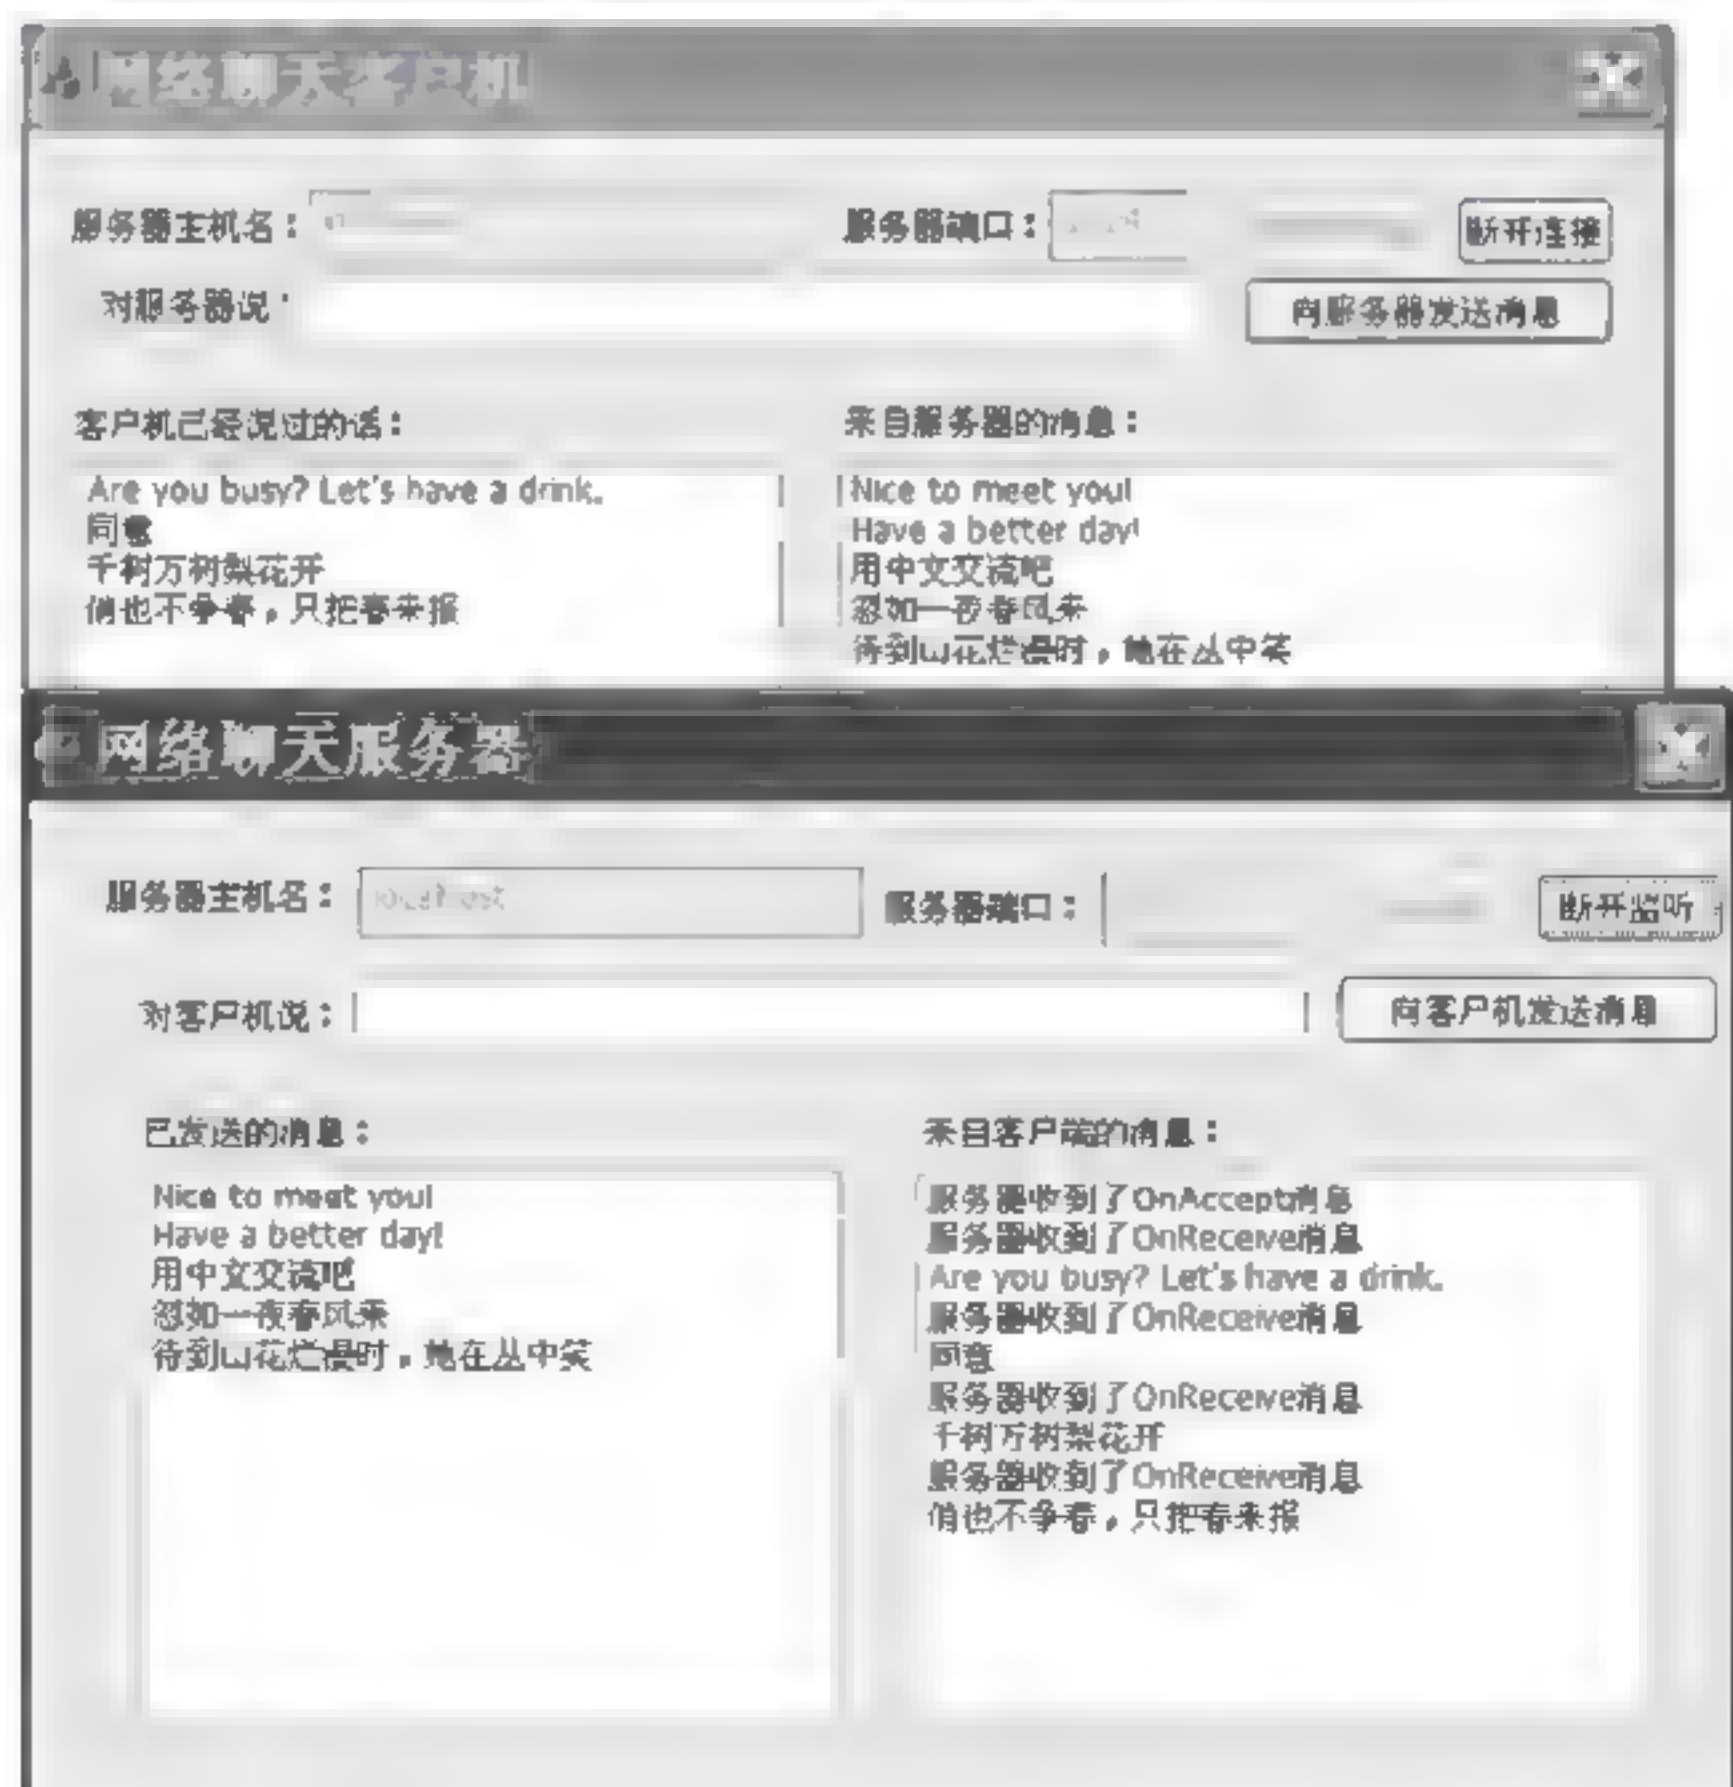 网络聊天客户机
服务器主机名：
服务器端口：
断开连接
对服务器说：
向服务器发送消息
客户机已经说过的话：
Are you busy? Let's have a drink.
同意
千树万树梨花开
俏也不争春，只把春来报
来自服务器的消息：
Nice to meet you!
Have a better day!
用中文交流吧
忽如一夜春风来
待到山花烂漫时，她在丛中笑
网络聊天服务器
服务器主机名：
localhost
服务器端口：
断开监听
对客户机说：
向客户机发送消息
已发送的消息：
Nice to meet you!
Have a better day!
用中文交流吧
忽如一夜春风来
待到山花烂漫时，她在丛中笑
来自客户端的消息：
服务器收到了OnAccept消息
服务器收到了OnReceive消息
Are you busy? Let's have a drink.
服务器收到了OnReceive消息
同意
服务器收到了OnReceive消息
千树万树梨花开
服务器收到了OnReceive消息
俏也不争春，只把春来报